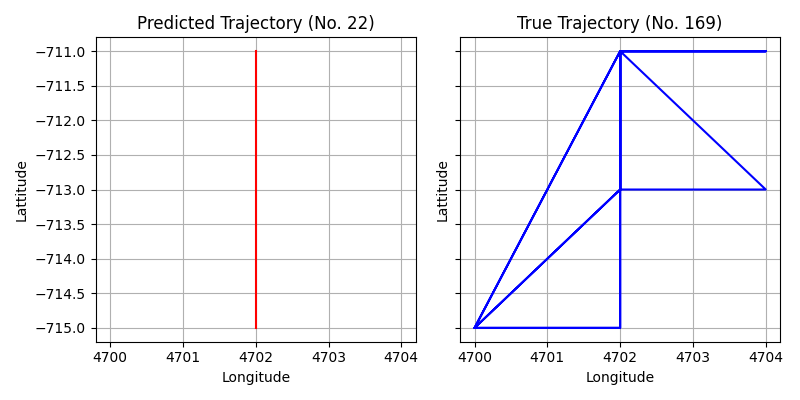 Predicted Trajectory (No. 22)
True Trajectory (No. 169)
Lattitude
−711.0
−711.5
−712.0
−712.5
−713.0
−713.5
−714.0
−714.5
−715.0
4700 4701 4702 4703 4704
Longitude
Lattitude
4700 4701 4702 4703 4704
Longitude